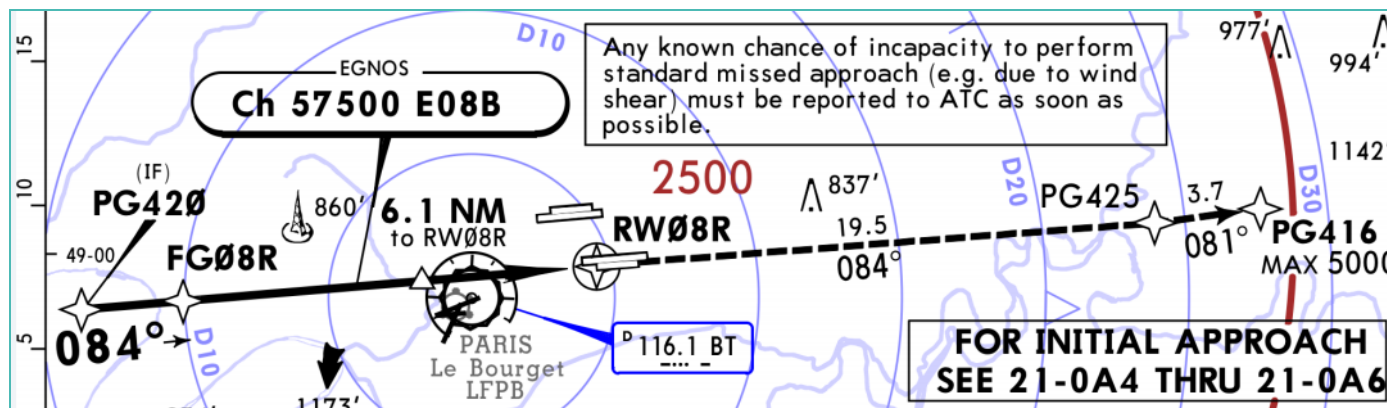 15
D10
EGNOS
Ch 57500 E08B
Any known chance of incapacity to perform
standard missed approach (e.g. due to wind
shear) must be reported to ATC as soon as
possible.
977'
994'
1142'
2500
10
(IF)
PG42Ø
860'
6.1 NM
to RWØ8R
RWØ8R
837'
19.5
084°
D20
PG425
3.7
081°
D30
PG416
MAX 5000
49-00
FGØ8R
084°
D10
5
PARIS
Le Bourget
LFPB
D 116.1 BT
FOR INITIAL APPROACH
SEE 21-0A4 THRU 21-0A6
1173'